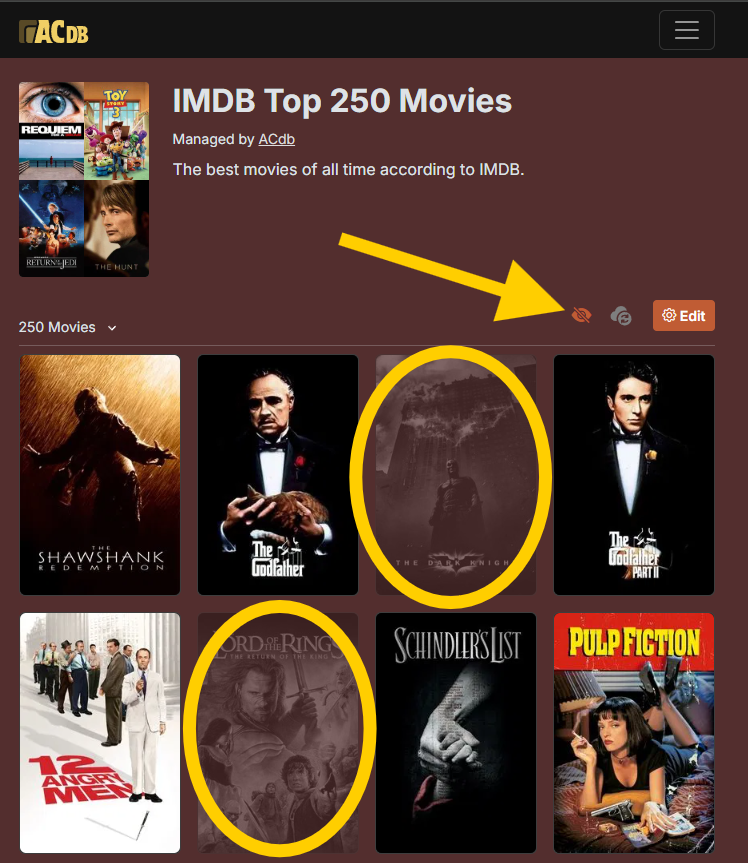 ACDB
IMDB Top 250 Movies
Managed by ACdb
The best movies of all time according to IMDB.
REQUIEM
TOY
STORY
3
RETURN OF THE JEDI
THE HUNT
250 Movies
Edit
THE
SHAWSHANK
REDEMPTION
The
Godfather
THE DARK KNIGHT
The
Godfather
PART II
12
ANGRY
MEN
LORD OF THE RINGS
THE RETURN OF THE KING
SCHINDLER'S LIST
PULP FICTION